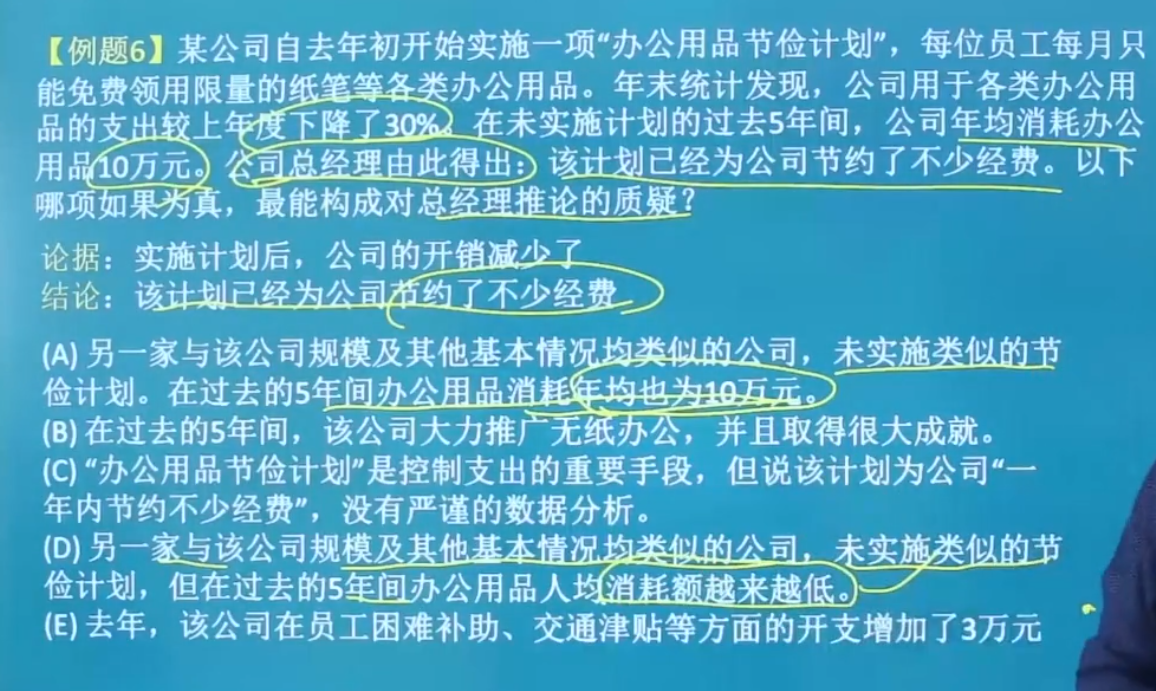 【例题6】某公司自去年初开始实施一项“办公用品节俭计划”，每位员工每月只
能免费领用限量的纸笔等各类办公用品。年末统计发现，公司用于各类办公用
品的支出较上年度下降了30%。在未实施计划的过去5年间，公司年均消耗办公
用品10万元。公司总经理由此得出：该计划已经为公司节约了不少经费。以下
哪项如果为真，最能构成对总经理推论的质疑？
论据：实施计划后，公司的开销减少了
结论：该计划已经为公司节约了不少经费
(A) 另一家与该公司规模及其他基本情况均类似的公司，未实施类似的节
俭计划。在过去的5年间办公用品消耗年均也为10万元。
(B) 在过去的5年间，该公司大力推广无纸办公，并且取得很大成就。
(C) “办公用品节俭计划”是控制支出的重要手段，但说该计划为公司“一
年内节约不少经费”，没有严谨的数据分析。
(D) 另一家与该公司规模及其他基本情况均类似的公司，未实施类似的节
俭计划，但在过去的5年间办公用品人均消耗额越来越低。
(E) 去年，该公司在员工困难补助、交通津贴等方面的开支增加了3万元